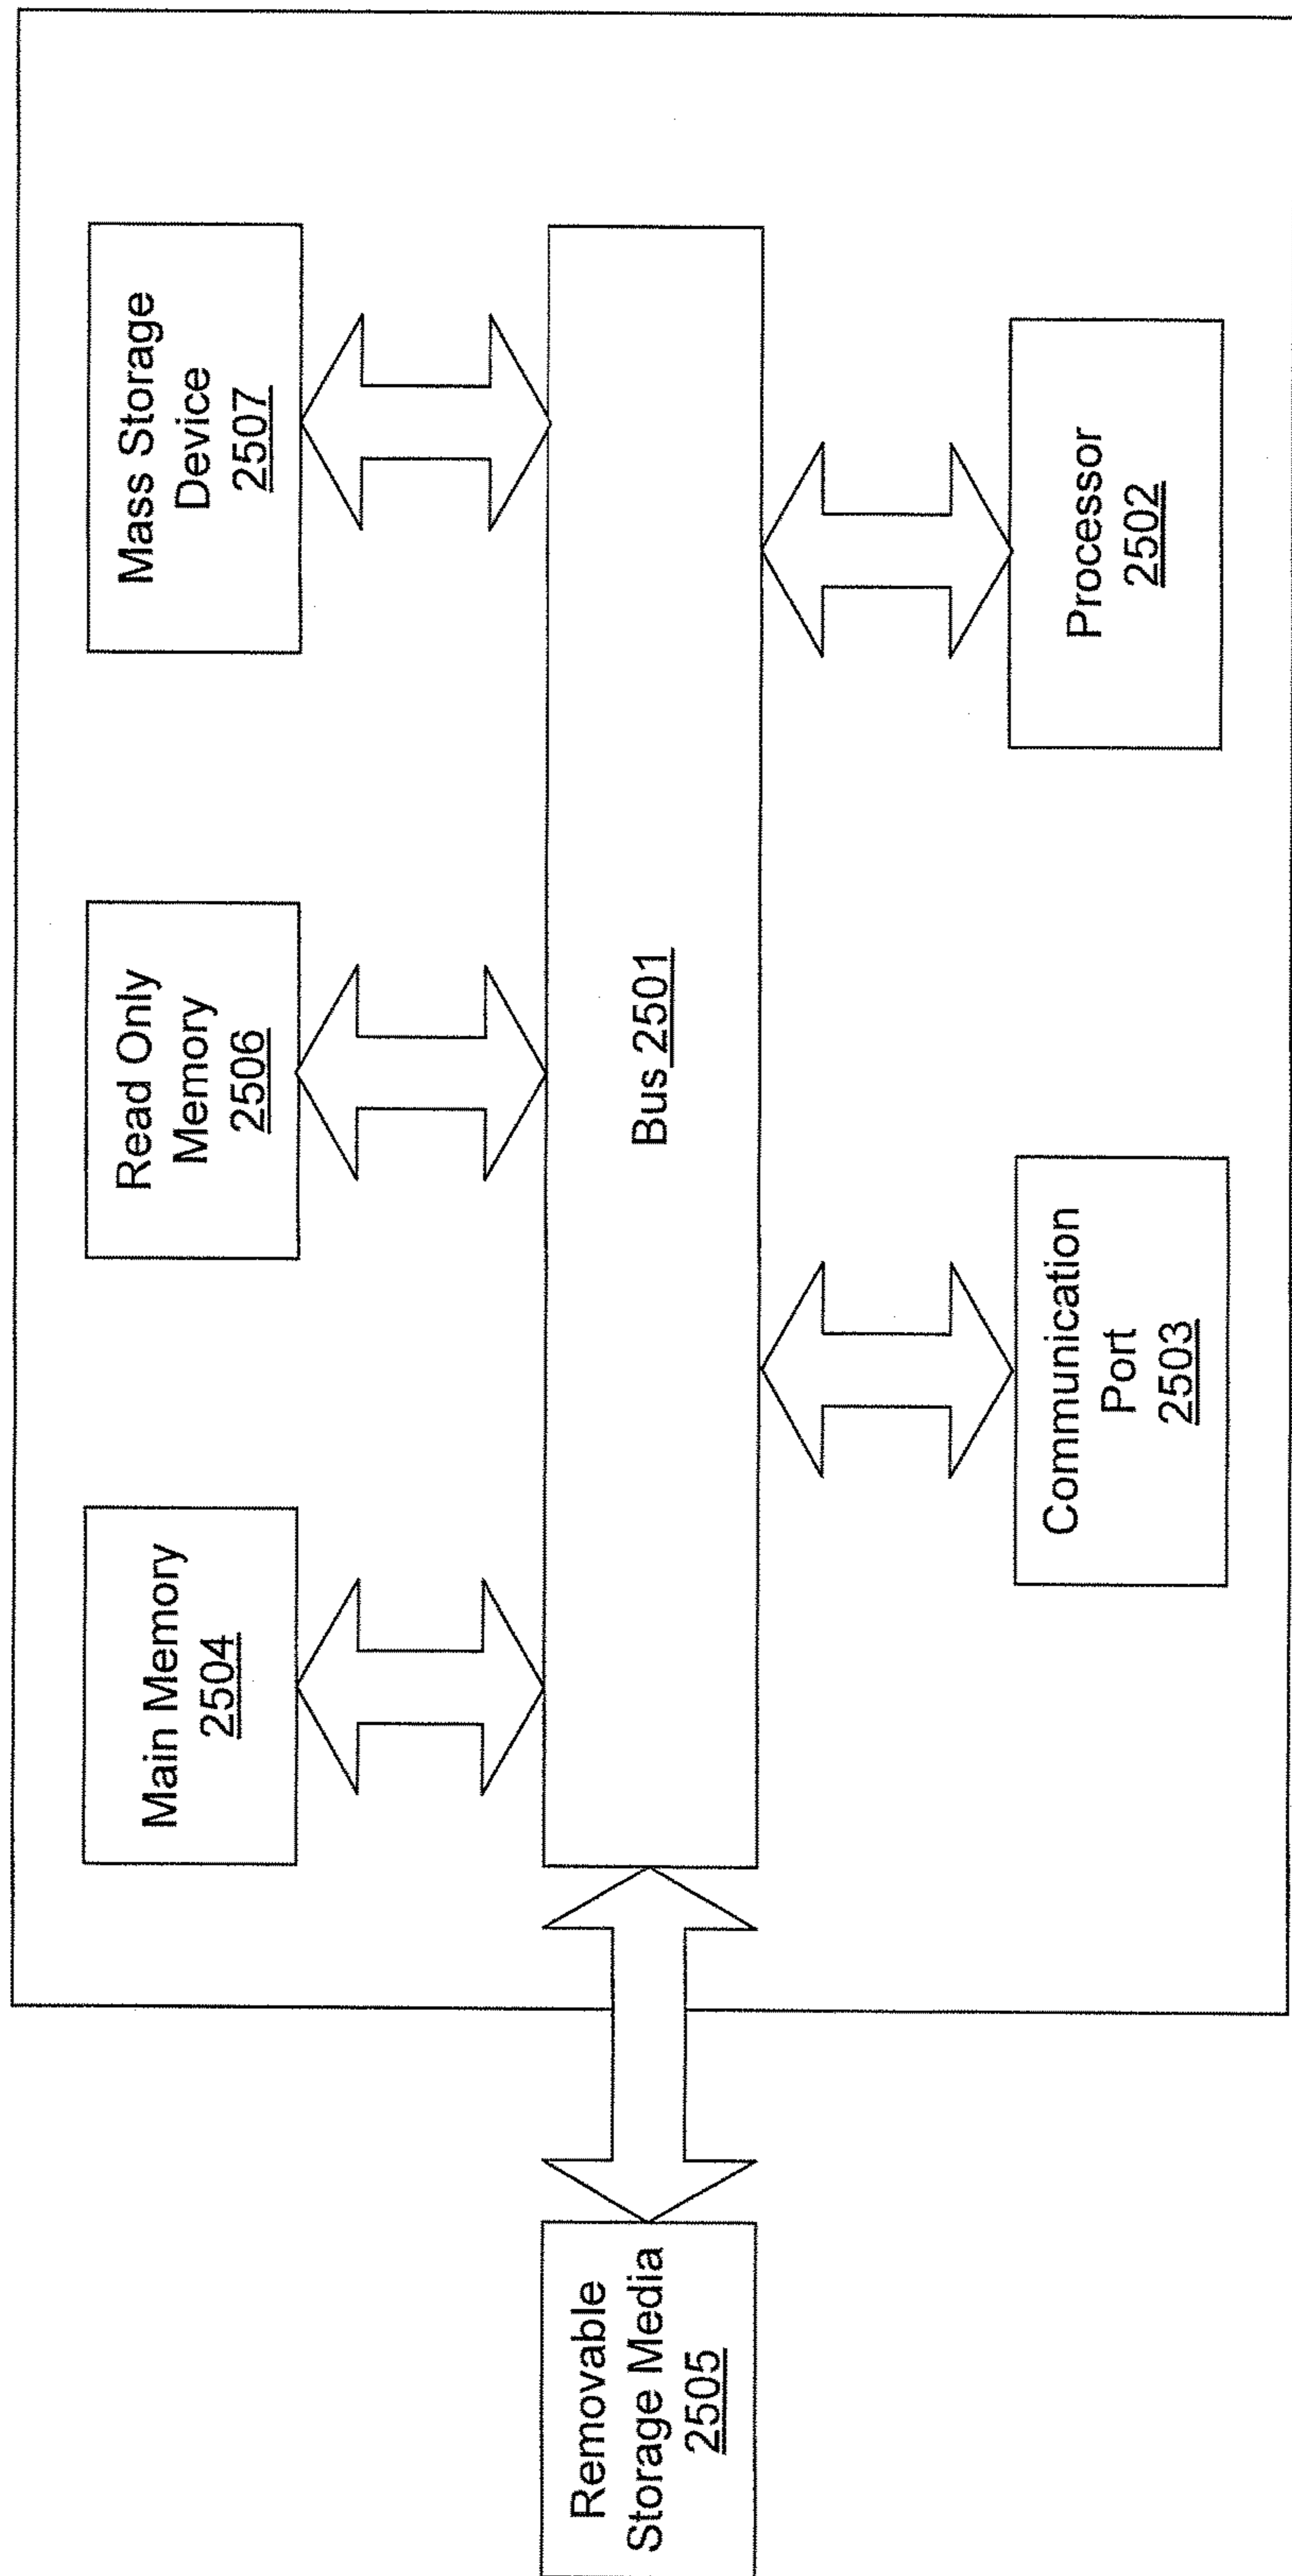 Main Memory
2504
Read Only
Memory
2506
Mass Storage
Device
2507
Removable
Storage Media
2505
Bus 2501
Communication
Port
2503
Processor
2502